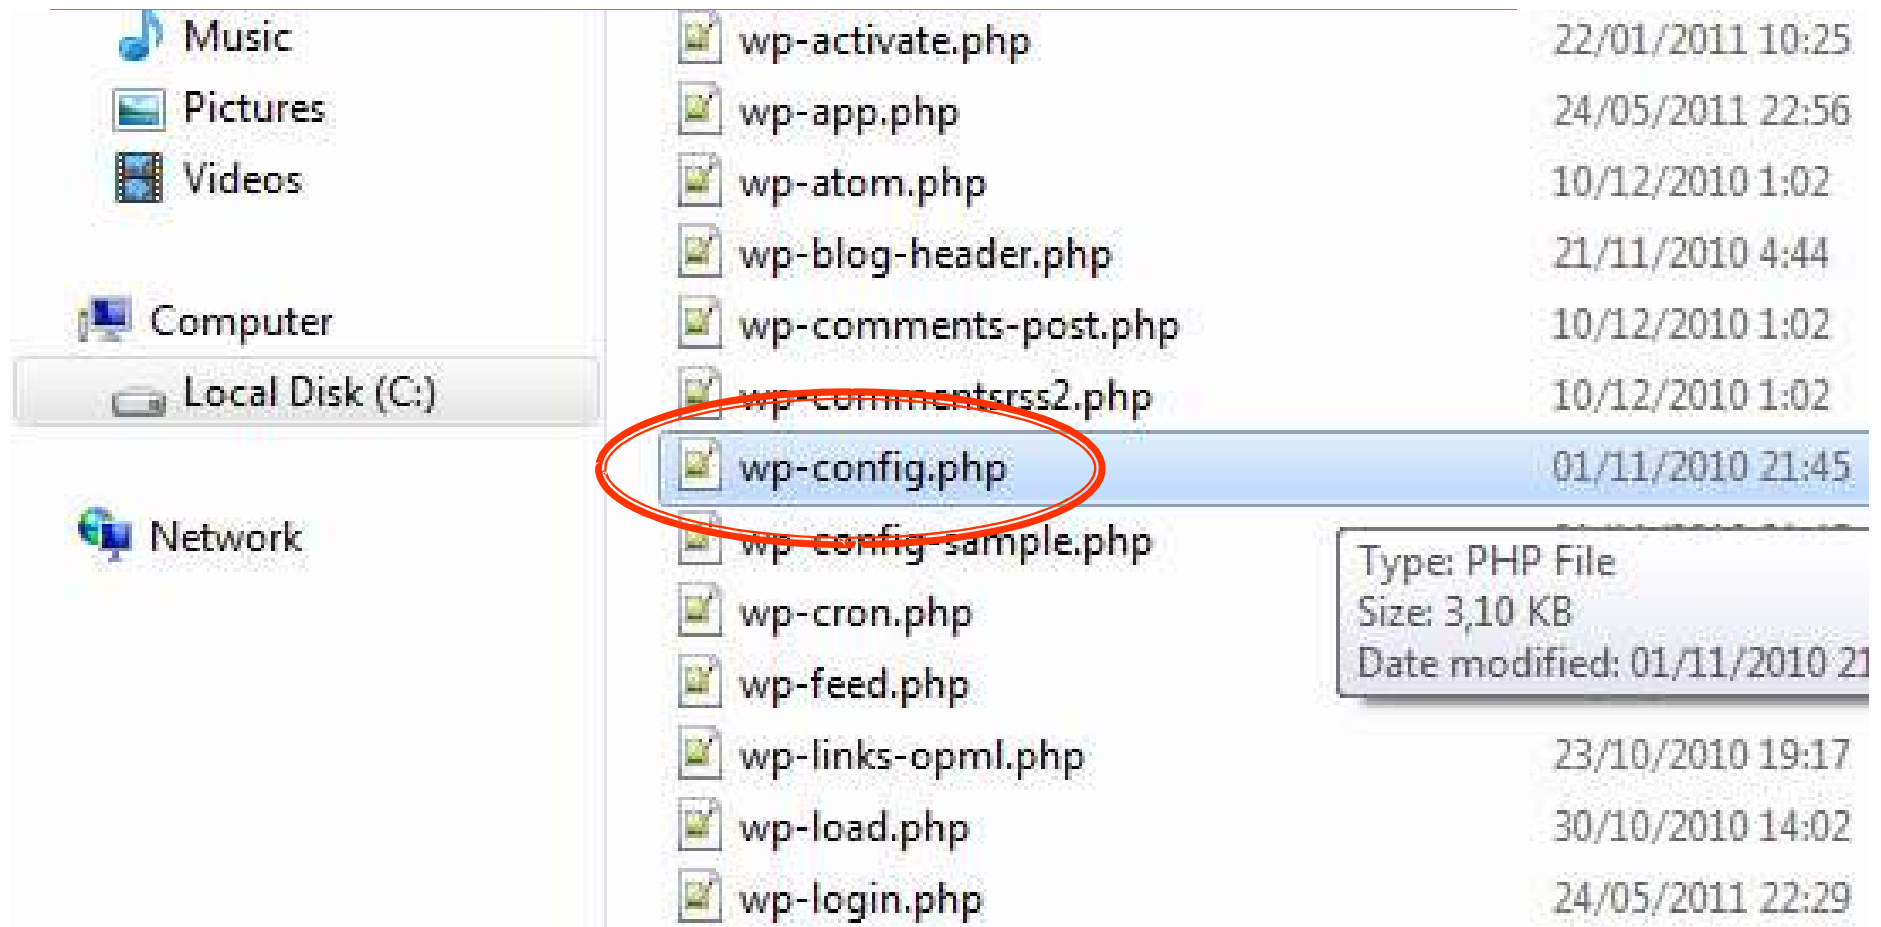 Music
Pictures
Videos
Computer
Local Disk (C:)
Network
wp-activate.php 22/01/2011 10:25
wp-app.php 24/05/2011 22:56
wp-atom.php 10/12/2010 1:02
wp-blog-header.php 21/11/2010 4:44
wp-comments-post.php 10/12/2010 1:02
wp-commentsrss2.php 10/12/2010 1:02
wp-config.php 01/11/2010 21:45
wp-config-sample.php
wp-cron.php
wp-feed.php
Type: PHP File
Size: 3,10 KB
Date modified: 01/11/2010 21
wp-links-opml.php 23/10/2010 19:17
wp-load.php 30/10/2010 14:02
wp-login.php 24/05/2011 22:29